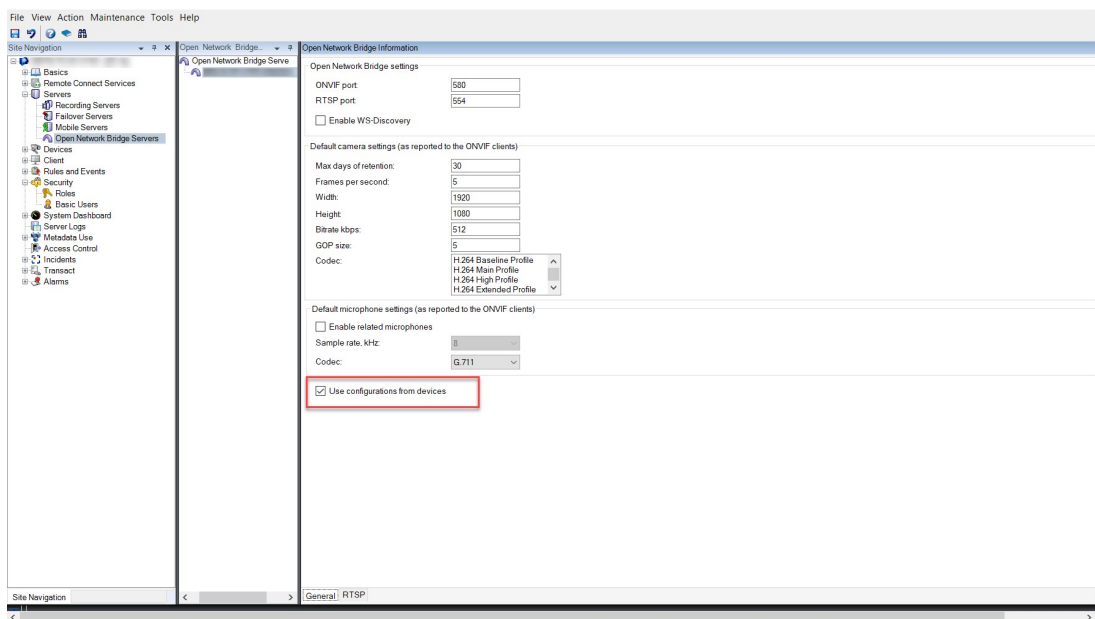 File View Action Maintenance Tools Help
Site Navigation
Basics
Remote Connect Services
Servers
Recording Servers
Failover Servers
Mobile Servers
Open Network Bridge Servers
Devices
Client
Rules and Events
Security
Roles
Basic Users
System Dashboard
Server Logs
Metadata Use
Access Control
Incidents
Transact
Alarms
Site Navigation
Open Network Bridge...
Open Network Bridge Serve
Open Network Bridge Information
Open Network Bridge settings
ONVIF port: 580
RTSP port: 554
Enable WS-Discovery
Default camera settings (as reported to the ONVIF clients)
Max days of retention: 30
Frames per second: 5
Width: 1920
Height: 1080
Bitrate kbps: 512
GOP size: 5
Codec: H.264 Baseline Profile
H.264 Main Profile
H.264 High Profile
H.264 Extended Profile
Default microphone settings (as reported to the ONVIF clients)
Enable related microphones
Sample rate, kHz: 8
Codec: G.711
Use configurations from devices
General RTSP